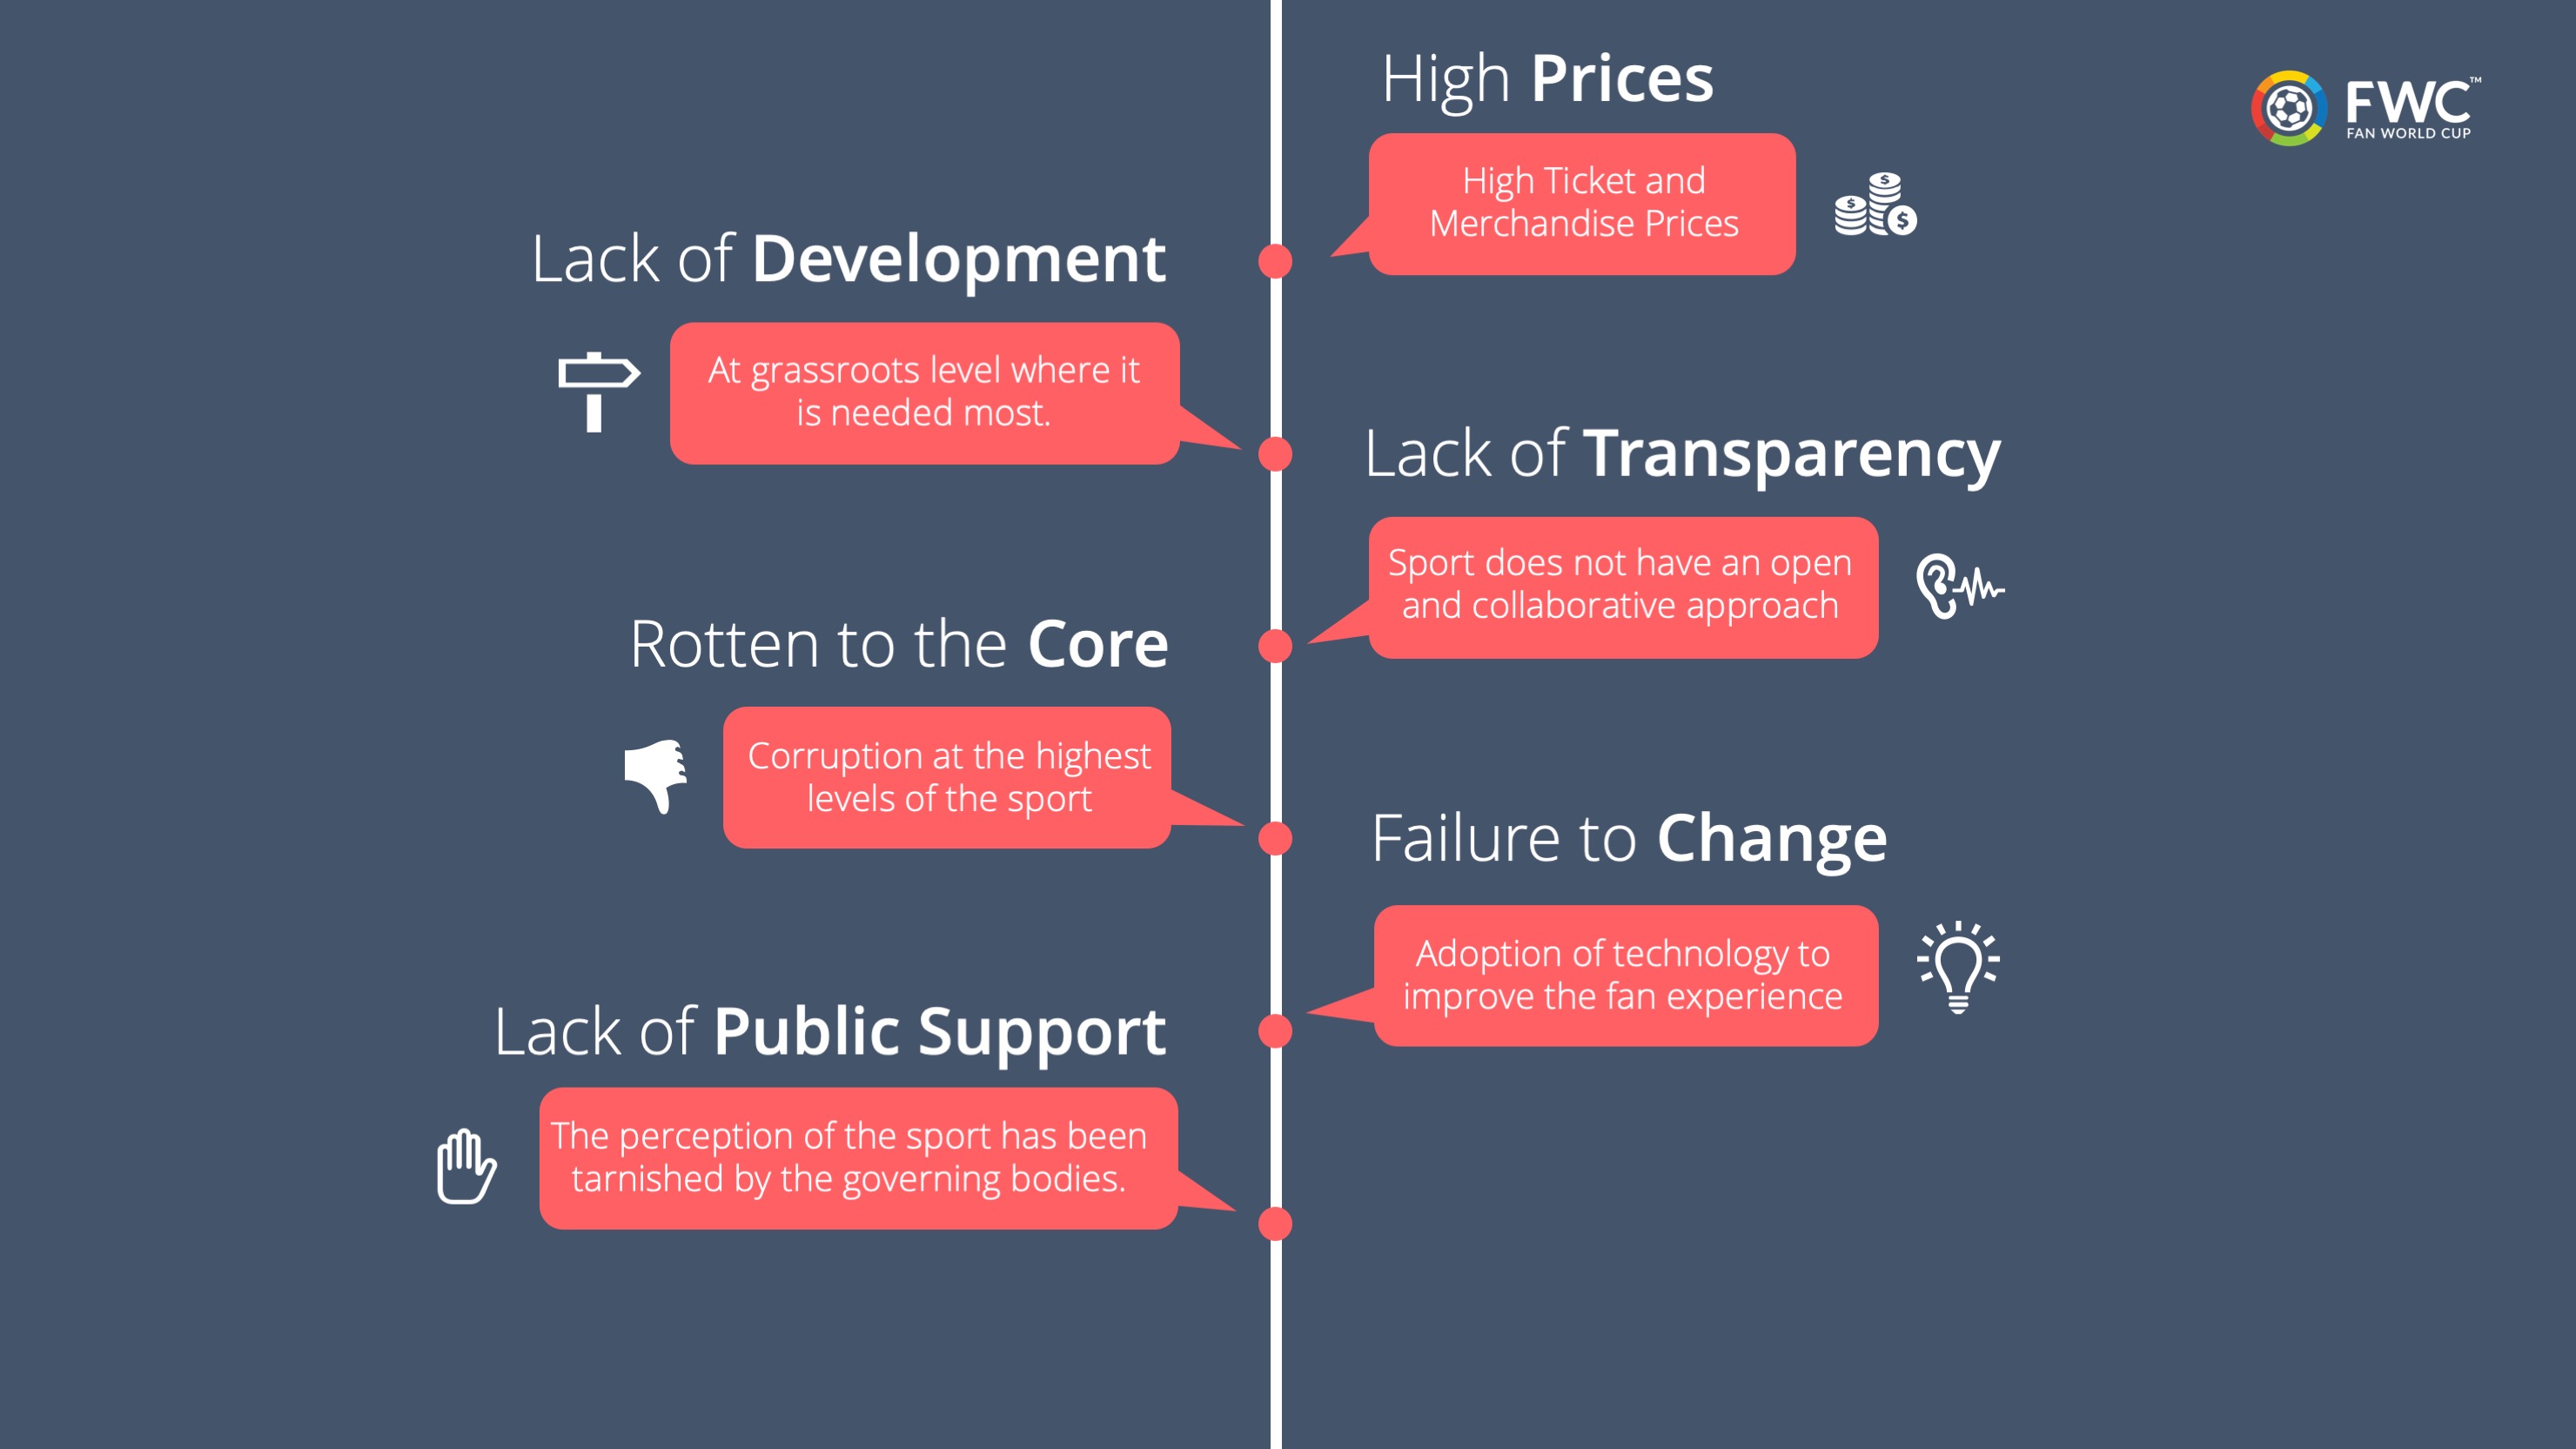 High Prices
High Ticket and
Merchandise Prices
FWC™
FAN WORLD CUP
Lack of Development
At grassroots level where it
is needed most.
Lack of Transparency
Sport does not have an open
and collaborative approach
Rotten to the Core
Corruption at the highest
levels of the sport
Failure to Change
Adoption of technology to
improve the fan experience
Lack of Public Support
The perception of the sport has been
tarnished by the governing bodies.